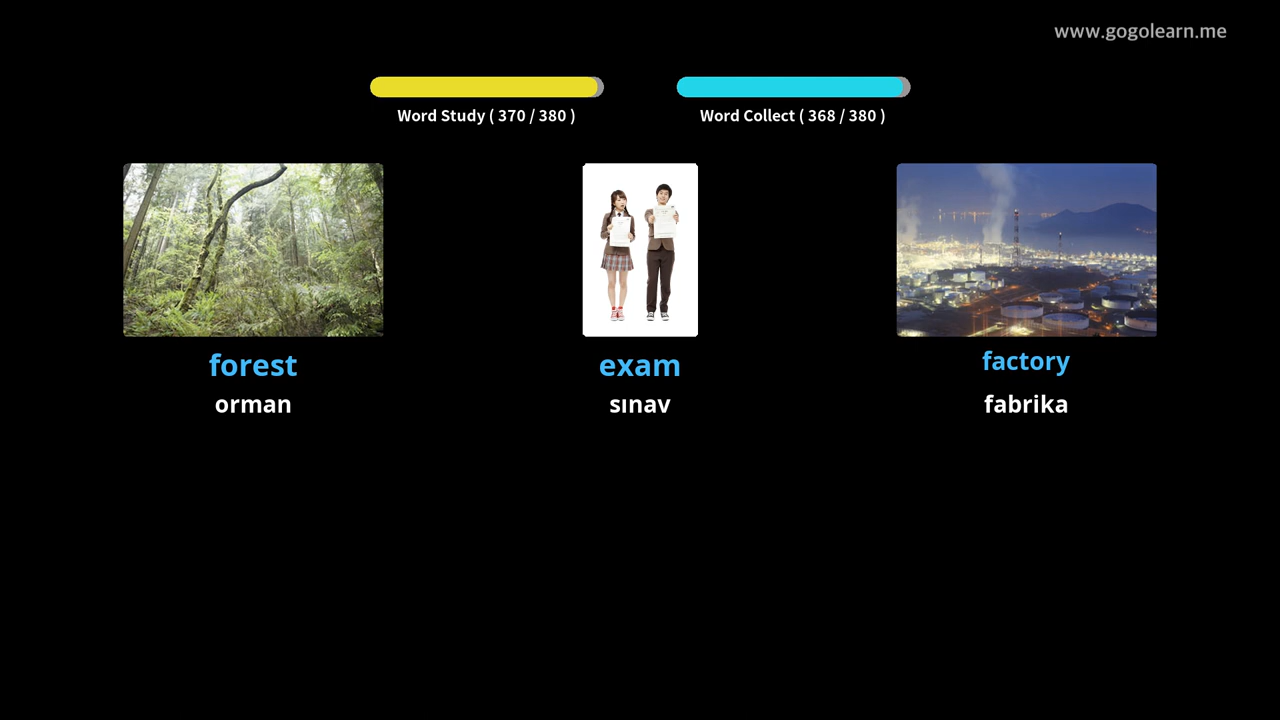 www.gogolearn.me
Word Study ( 370 / 380 )
Word Collect ( 368 / 380 )
forest
exam
factory
orman
sınav
fabrika